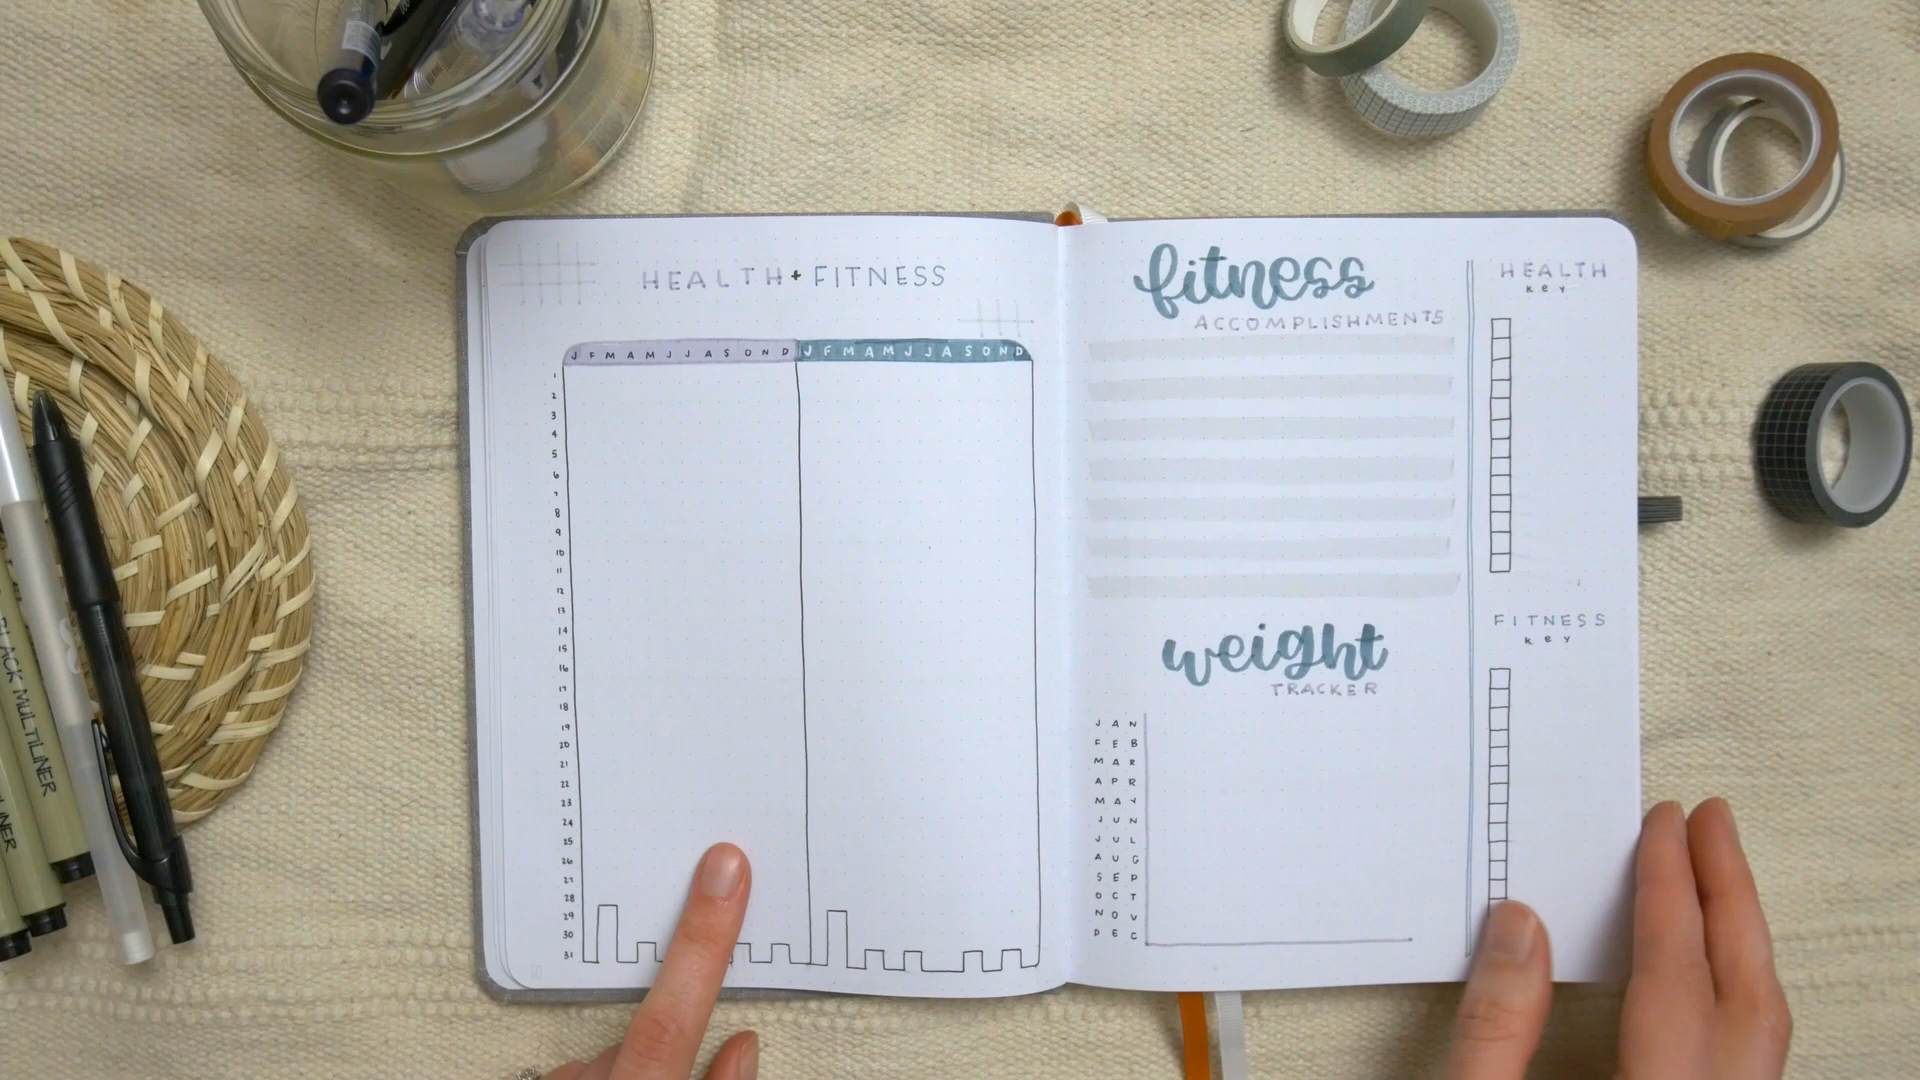 HEALTH + FITNESS
J F M A M J J A S O N D J F M A M J J A S O N D
1
2
3
4
5
6
7
8
9
10
11
12
13
14
15
16
17
18
19
20
21
22
23
24
25
26
27
28
29
30
31
fitness
ACCOMPLISHMENTS
weight
TRACKER
JAN
FEB
MAR
APR
MAY
JUN
JUL
AUG
SEP
OCT
NOV
DEC
HEALTH
key
FITNESS
key
BLACK MULTILINER